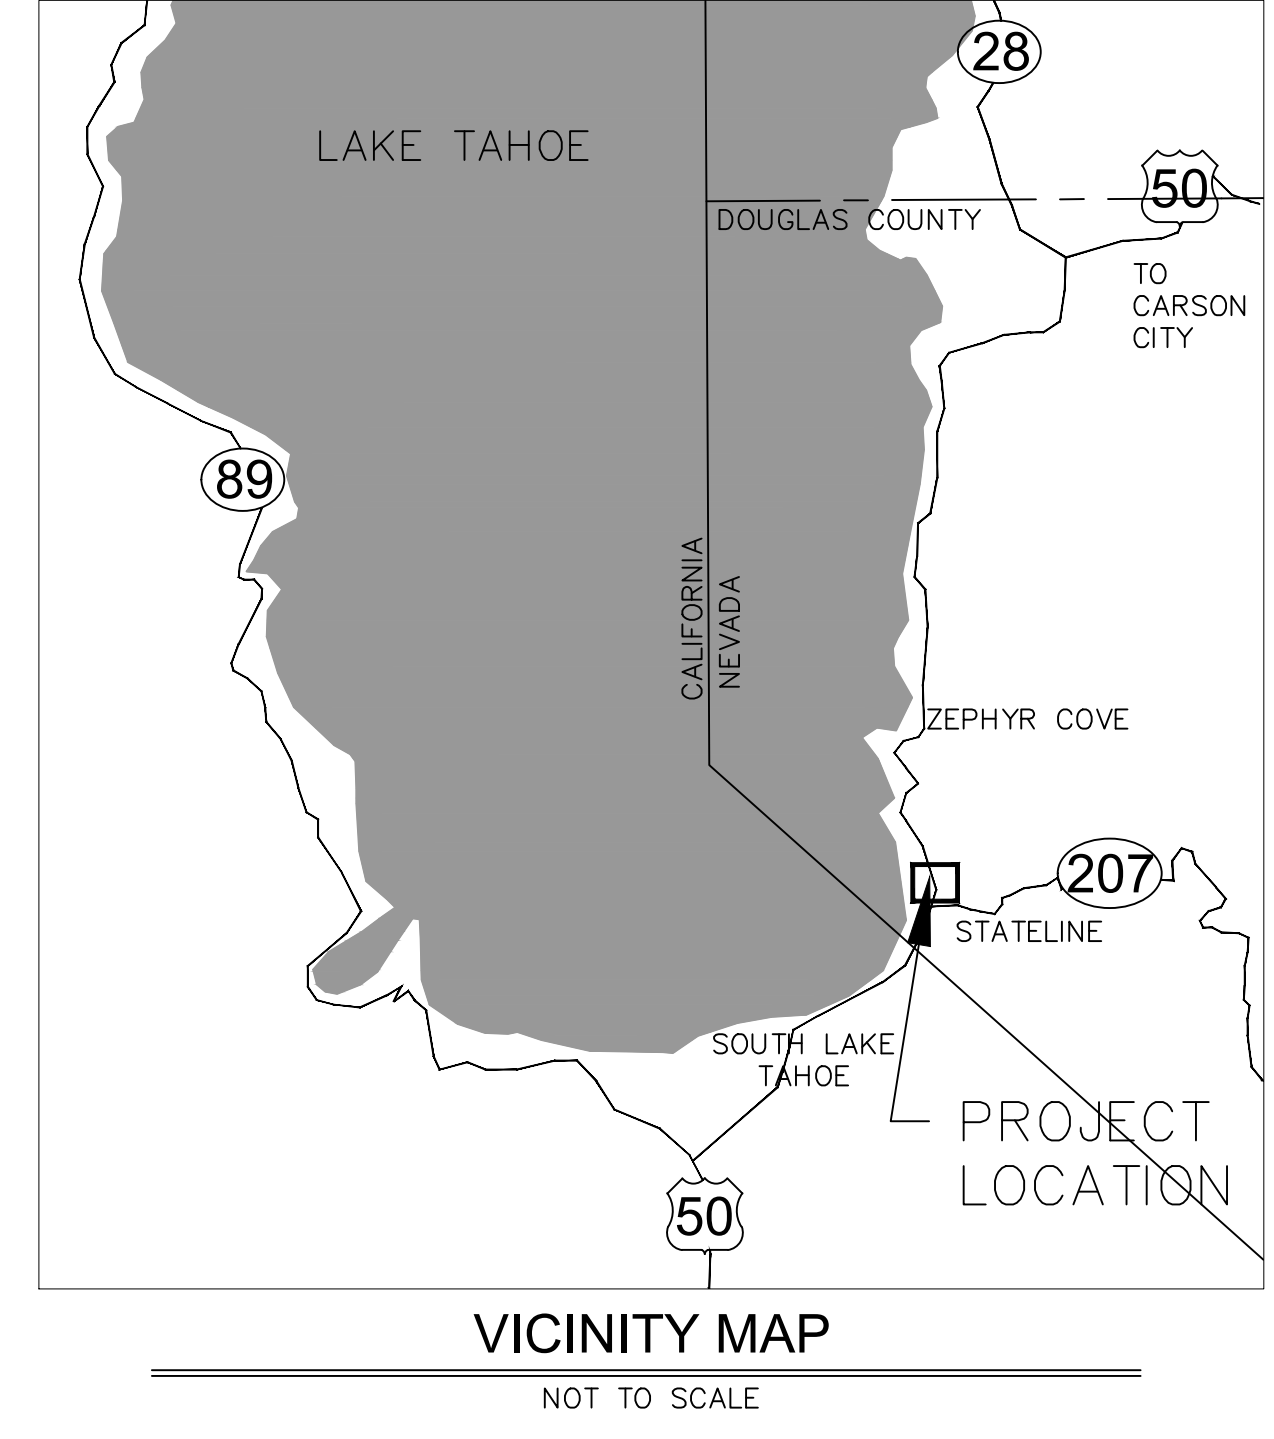 28
LAKE TAHOE
50
DOUGLAS COUNTY
TO
CARSON
CITY
89
CALIFORNIA
NEVADA
ZEPHYR COVE
207
STATELINE
SOUTH LAKE
TAHOE
PROJECT
LOCATION
50
VICINITY MAP
NOT TO SCALE